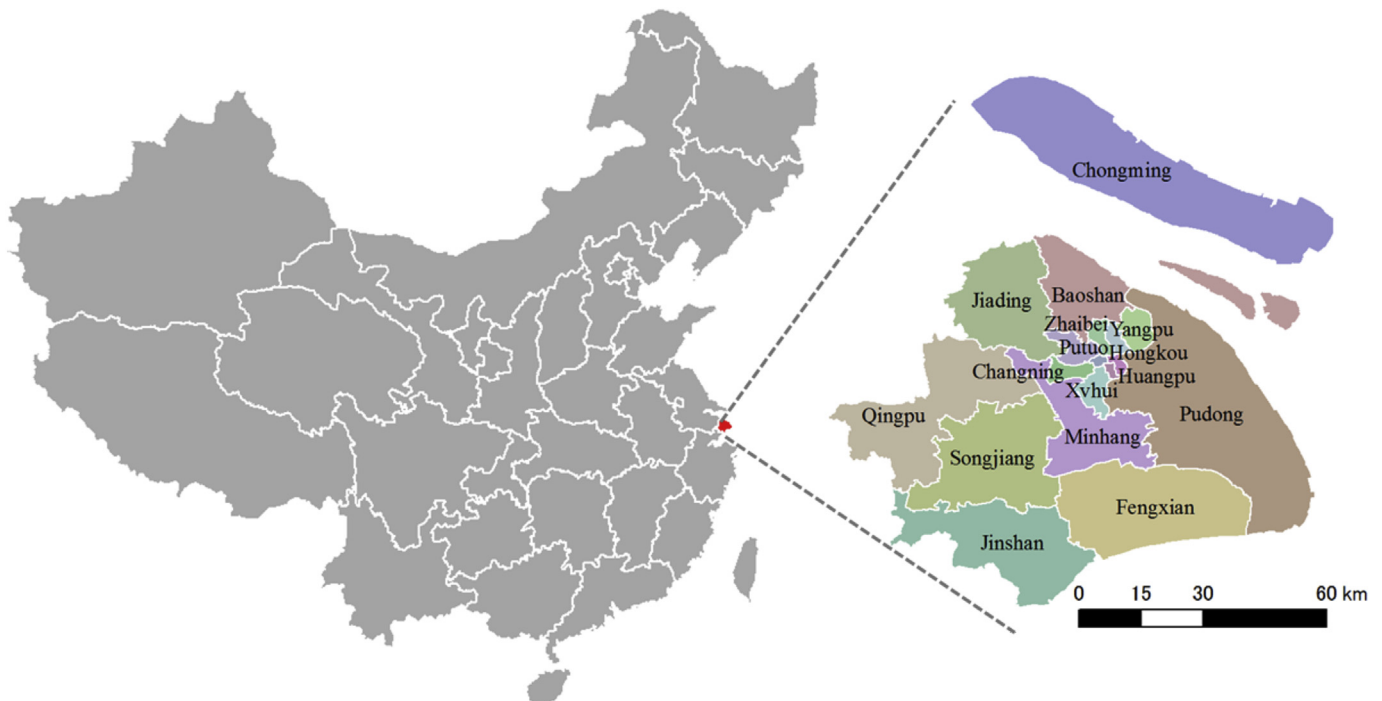 Chongming
Jiading
Baoshan
Zhaibei
Yangpu
Putuo
Hongkou
Changning
Huangpu
Xvhui
Qingpu
Pudong
Minhang
Songjiang
Fengxian
Jinshan
0 15 30 60 km